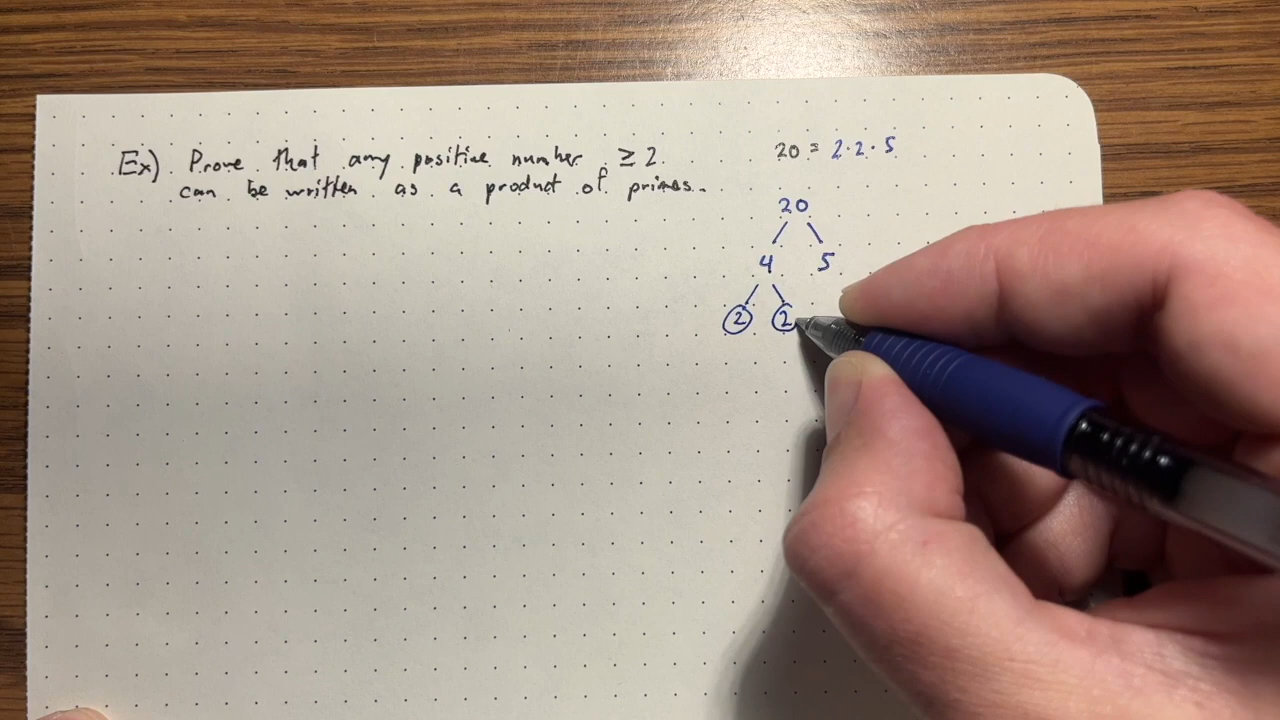 Ex) Prove that any positive number ≥ 2
can be written as a product of primes.
20 = 2·2·5
20
4 5
2 2